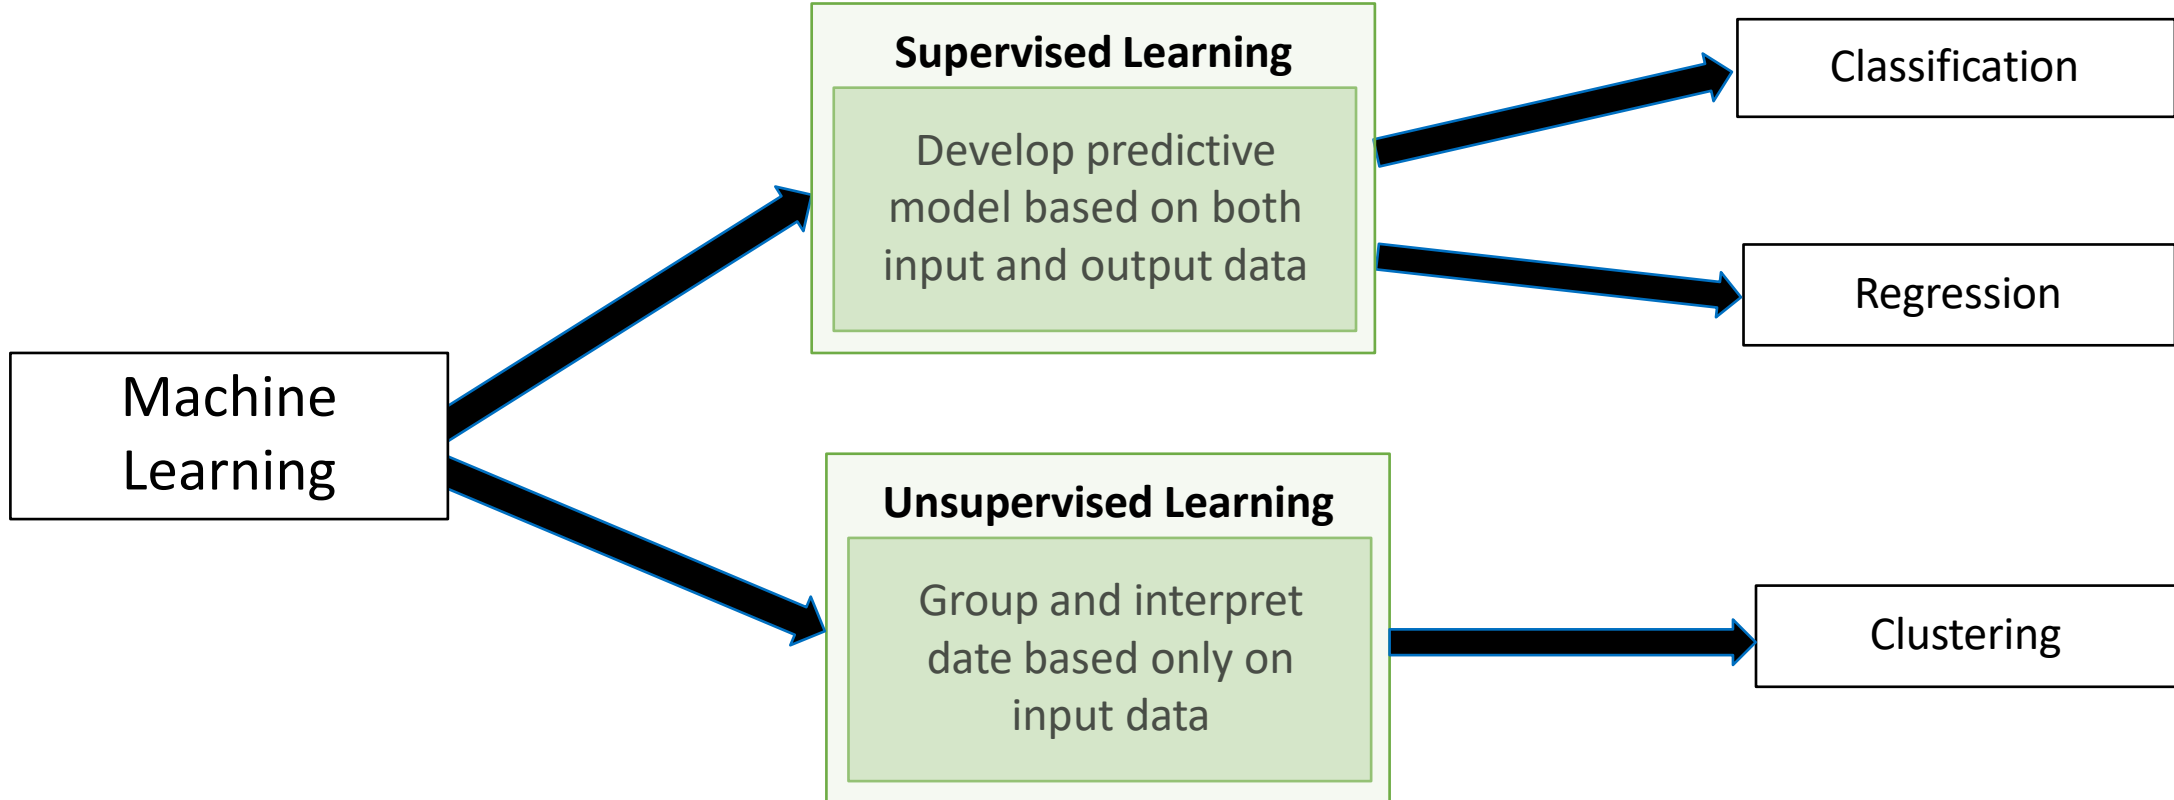 Machine
Learning
Supervised Learning
Develop predictive
model based on both
input and output data
Classification
Regression
Unsupervised Learning
Group and interpret
date based only on
input data
Clustering